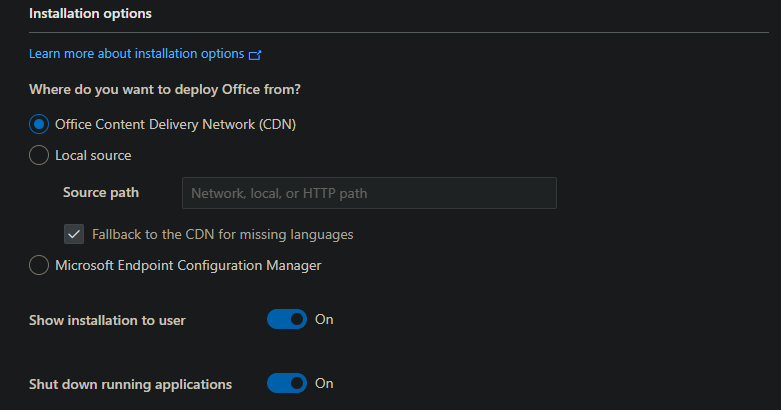 Installation options
Learn more about installation options
Where do you want to deploy Office from?
Office Content Delivery Network (CDN)
Local source
Source path Network, local, or HTTP path
Fallback to the CDN for missing languages
Microsoft Endpoint Configuration Manager
Show installation to user On
Shut down running applications On